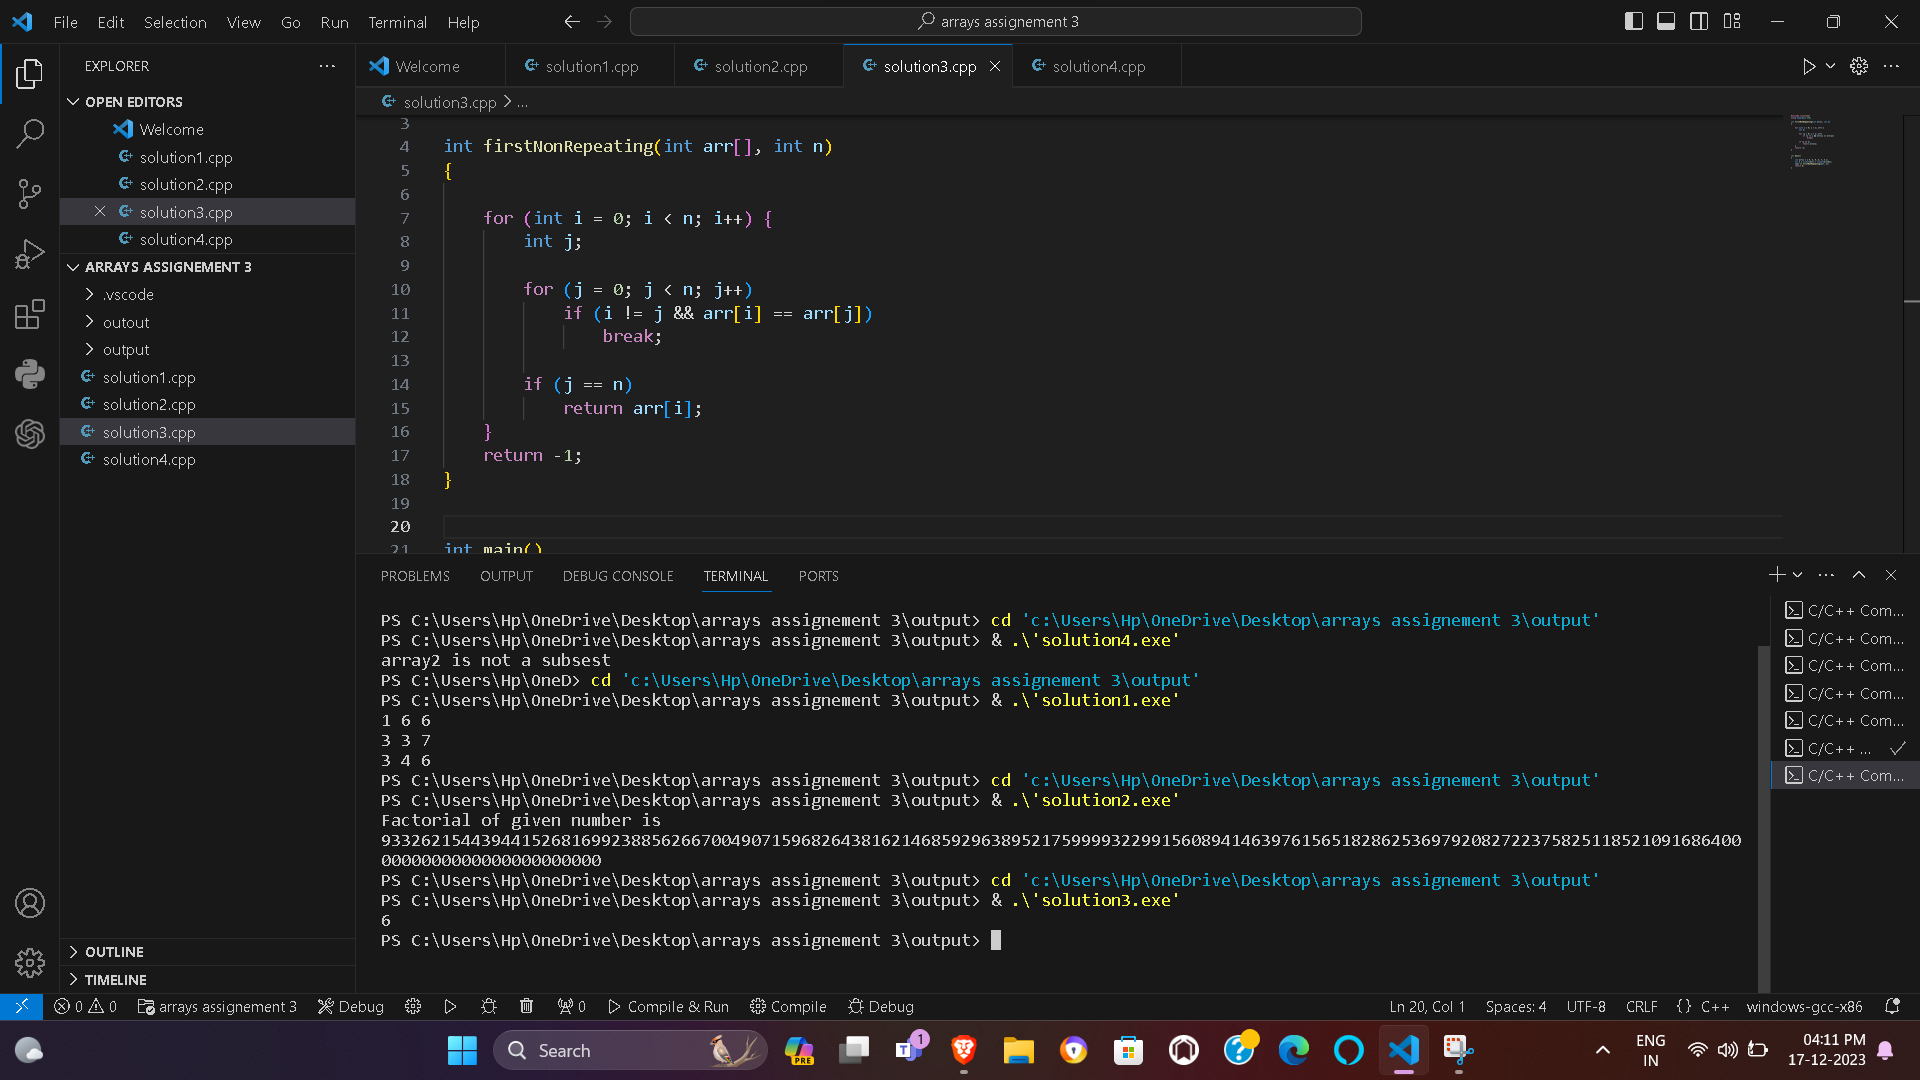 File Edit Selection View Go Run Terminal Help
arrays assignement 3
EXPLORER
OPEN EDITORS
Welcome
solution1.cpp
solution2.cpp
solution3.cpp
solution4.cpp
ARRAYS ASSIGNEMENT 3
.vscode
outout
output
solution1.cpp
solution2.cpp
solution3.cpp
solution4.cpp
OUTLINE
TIMELINE
Welcome solution1.cpp solution2.cpp solution3.cpp solution4.cpp
solution3.cpp > ...
3
4 int firstNonRepeating(int arr[], int n)
5 {
6
7 for (int i = 0; i < n; i++) {
8 int j;
9
10 for (j = 0; j < n; j++)
11 if (i != j && arr[i] == arr[j])
12 break;
13
14 if (j == n)
15 return arr[i];
16 }
17 return -1;
18 }
19
20
21 int main()
PROBLEMS OUTPUT DEBUG CONSOLE TERMINAL PORTS
PS C:\Users\Hp\OneDrive\Desktop\arrays assignement 3\output> cd 'c:\Users\Hp\OneDrive\Desktop\arrays assignement 3\output'
PS C:\Users\Hp\OneDrive\Desktop\arrays assignement 3\output> & .\'solution4.exe'
array2 is not a subsest
PS C:\Users\Hp\OneD> cd 'c:\Users\Hp\OneDrive\Desktop\arrays assignement 3\output'
PS C:\Users\Hp\OneDrive\Desktop\arrays assignement 3\output> & .\'solution1.exe'
1 6 6
3 3 7
3 4 6
PS C:\Users\Hp\OneDrive\Desktop\arrays assignement 3\output> cd 'c:\Users\Hp\OneDrive\Desktop\arrays assignement 3\output'
PS C:\Users\Hp\OneDrive\Desktop\arrays assignement 3\output> & .\'solution2.exe'
Factorial of given number is
9332621544394415268169923885626670049071596826438162146859296389521759999322991560894146397615651828625369792082722375825118521091686400
0000000000000000000000
PS C:\Users\Hp\OneDrive\Desktop\arrays assignement 3\output> cd 'c:\Users\Hp\OneDrive\Desktop\arrays assignement 3\output'
PS C:\Users\Hp\OneDrive\Desktop\arrays assignement 3\output> & .\'solution3.exe'
6
PS C:\Users\Hp\OneDrive\Desktop\arrays assignement 3\output>
C/C++ Com...
C/C++ Com...
C/C++ Com...
C/C++ Com...
C/C++ Com...
C/C++ ...
C/C++ Com...
0 0 arrays assignement 3 Debug 0 Compile & Run Compile Debug Ln 20, Col 1 Spaces: 4 UTF-8 CRLF {} C++ windows-gcc-x86
Search
PRE
1
ENG
IN
04:11 PM
17-12-2023